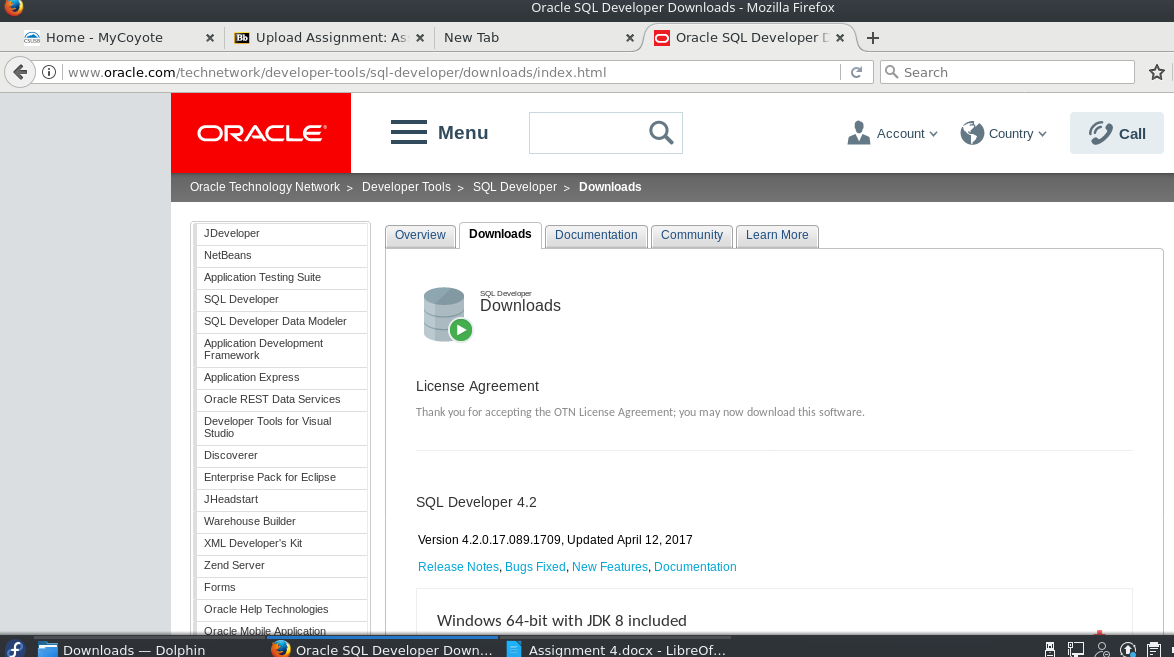 Oracle SQL Developer Downloads - Mozilla Firefox
Home - MyCoyote
Bb Upload Assignment: As
New Tab
Oracle SQL Developer D
www.oracle.com/technetwork/developer-tools/sql-developer/downloads/index.html
Search
ORACLE
Menu
Account
Country
Call
Oracle Technology Network > Developer Tools > SQL Developer > Downloads
JDeveloper
NetBeans
Application Testing Suite
SQL Developer
SQL Developer Data Modeler
Application Development
Framework
Application Express
Oracle REST Data Services
Developer Tools for Visual
Studio
Discoverer
Enterprise Pack for Eclipse
JHeadstart
Warehouse Builder
XML Developer's Kit
Zend Server
Forms
Oracle Help Technologies
Oracle Mobile Application
Overview
Downloads
Documentation
Community
Learn More
SQL Developer
Downloads
License Agreement
Thank you for accepting the OTN License Agreement; you may now download this software.
SQL Developer 4.2
Version 4.2.0.17.089.1709, Updated April 12, 2017
Release Notes, Bugs Fixed, New Features, Documentation
Windows 64-bit with JDK 8 included
Downloads — Dolphin
Oracle SQL Developer Down...
Assignment 4.docx - LibreOf...